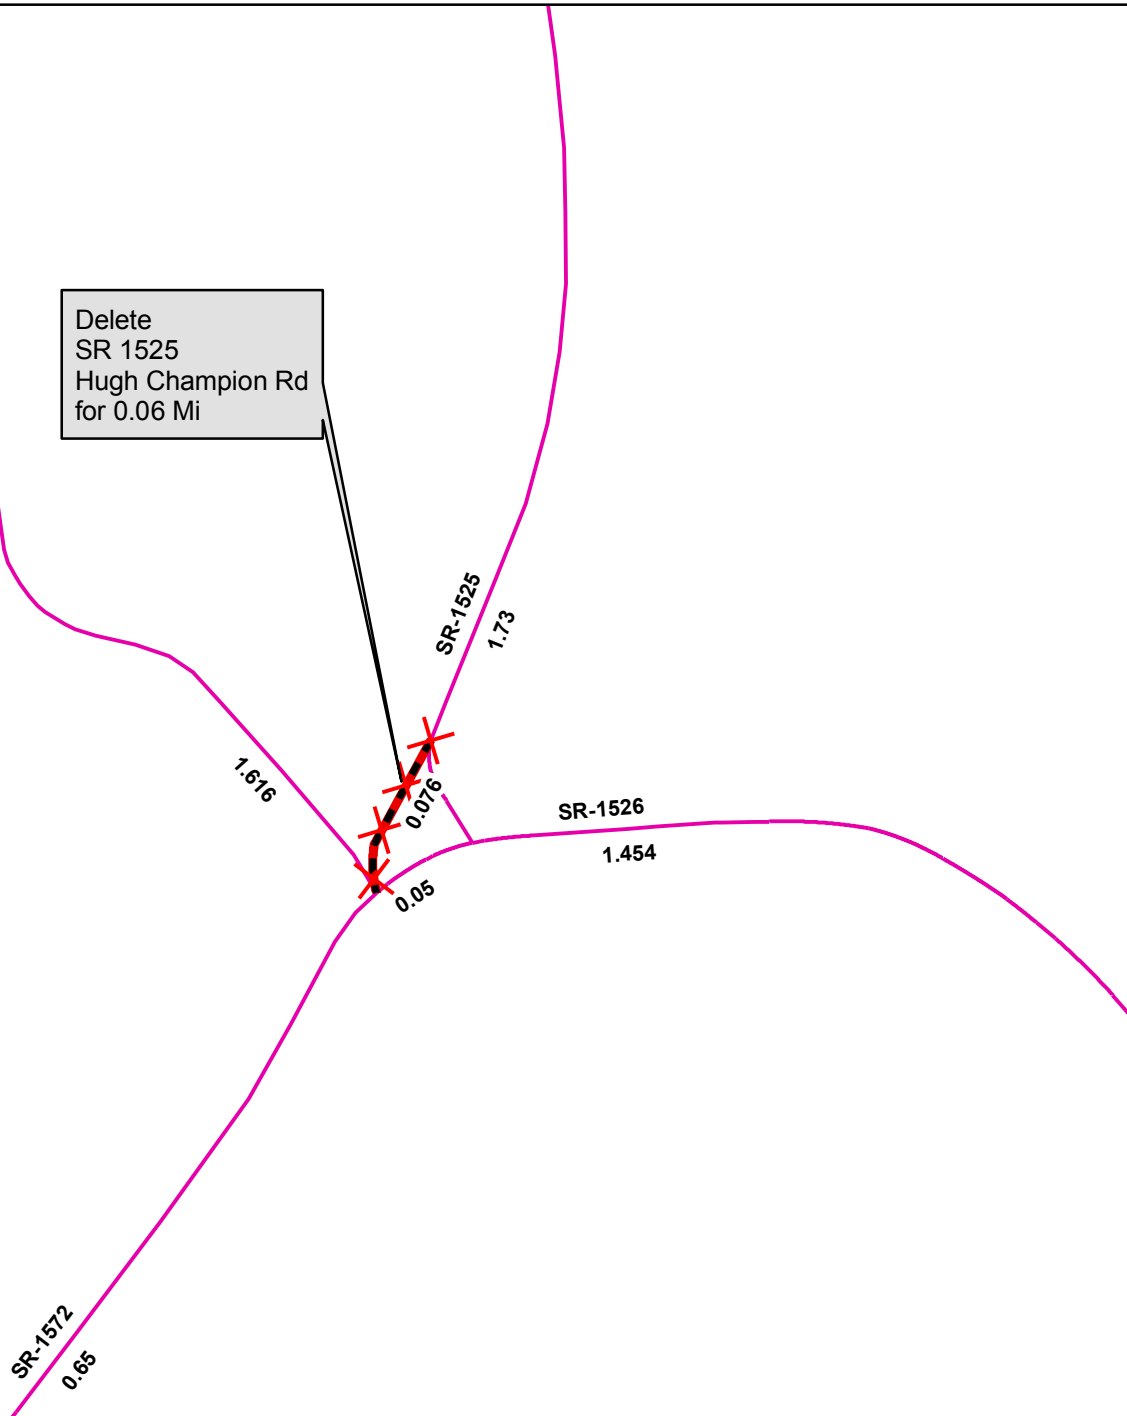 Delete
SR 1525
Hugh Champion Rd
for 0.06 Mi
SR-1525
1.73
1.616
0.076
SR-1526
1.454
0.05
SR-1572
0.65